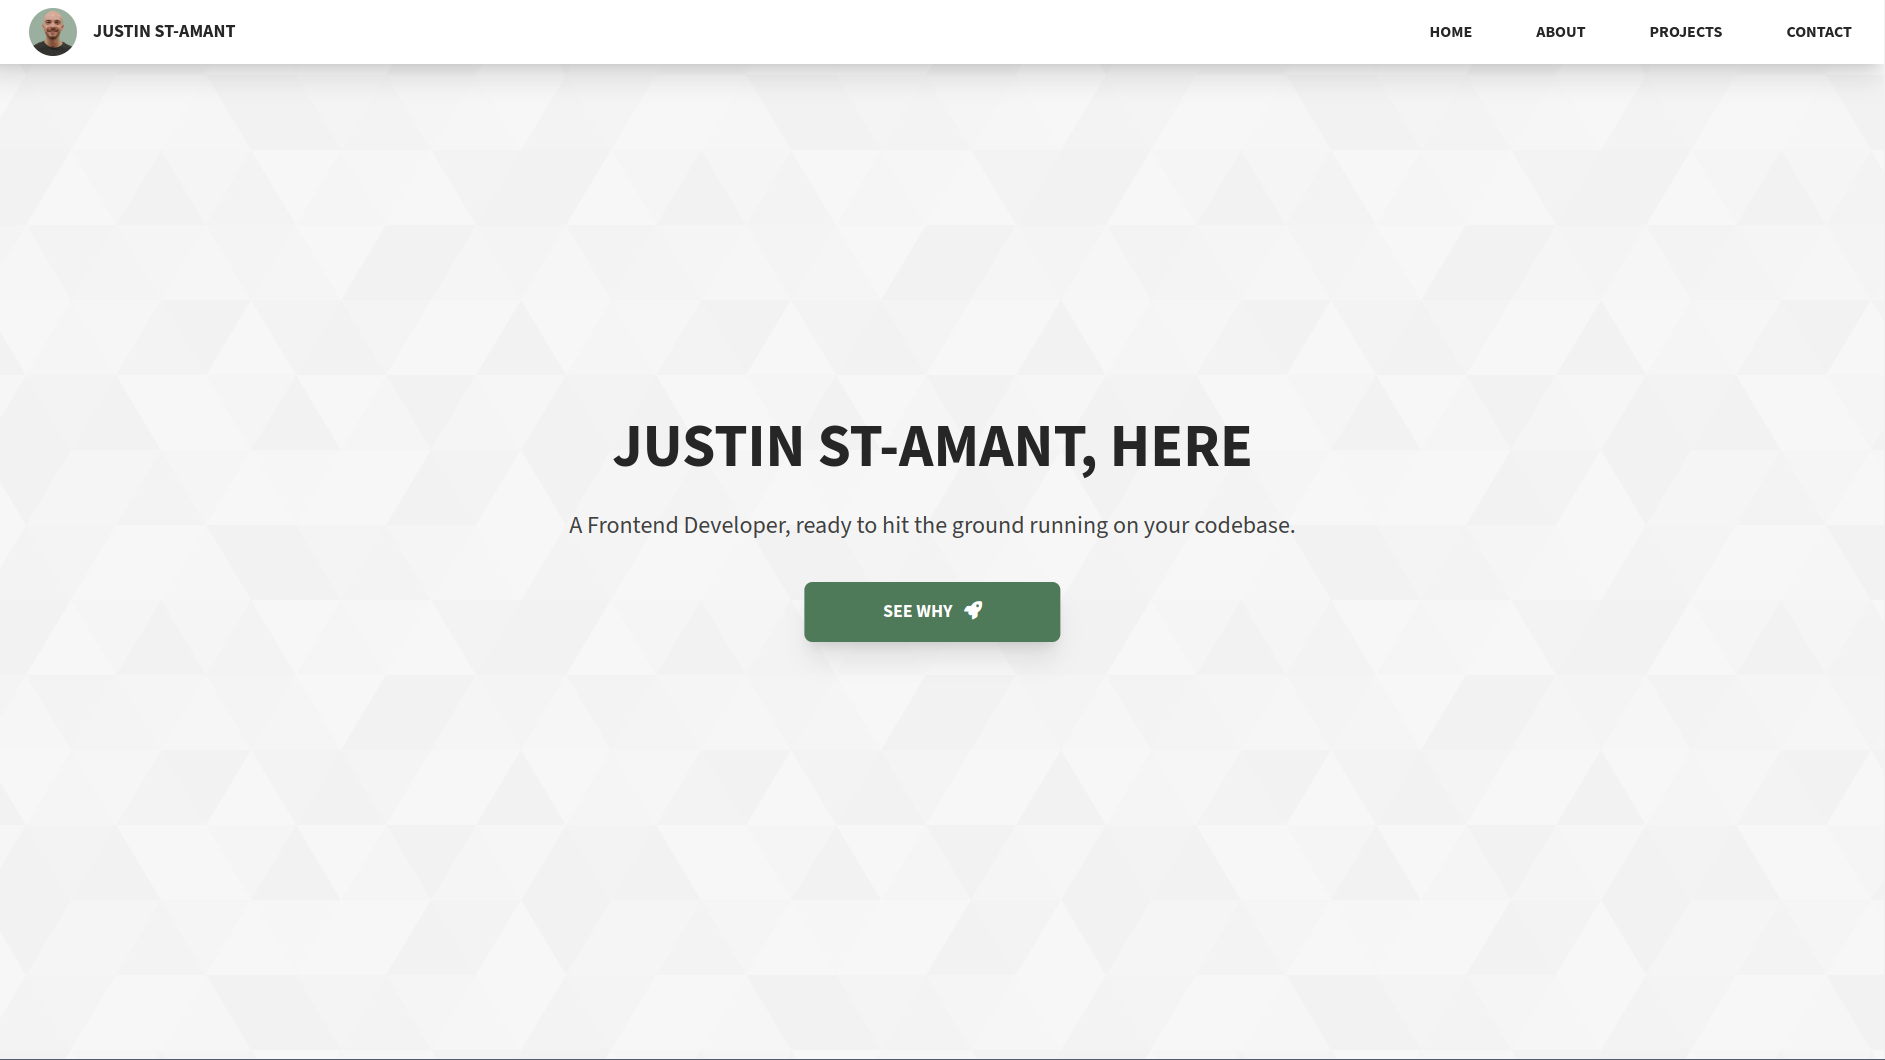 JUSTIN ST-AMANT
HOME ABOUT PROJECTS CONTACT
JUSTIN ST-AMANT, HERE
A Frontend Developer, ready to hit the ground running on your codebase.
SEE WHY